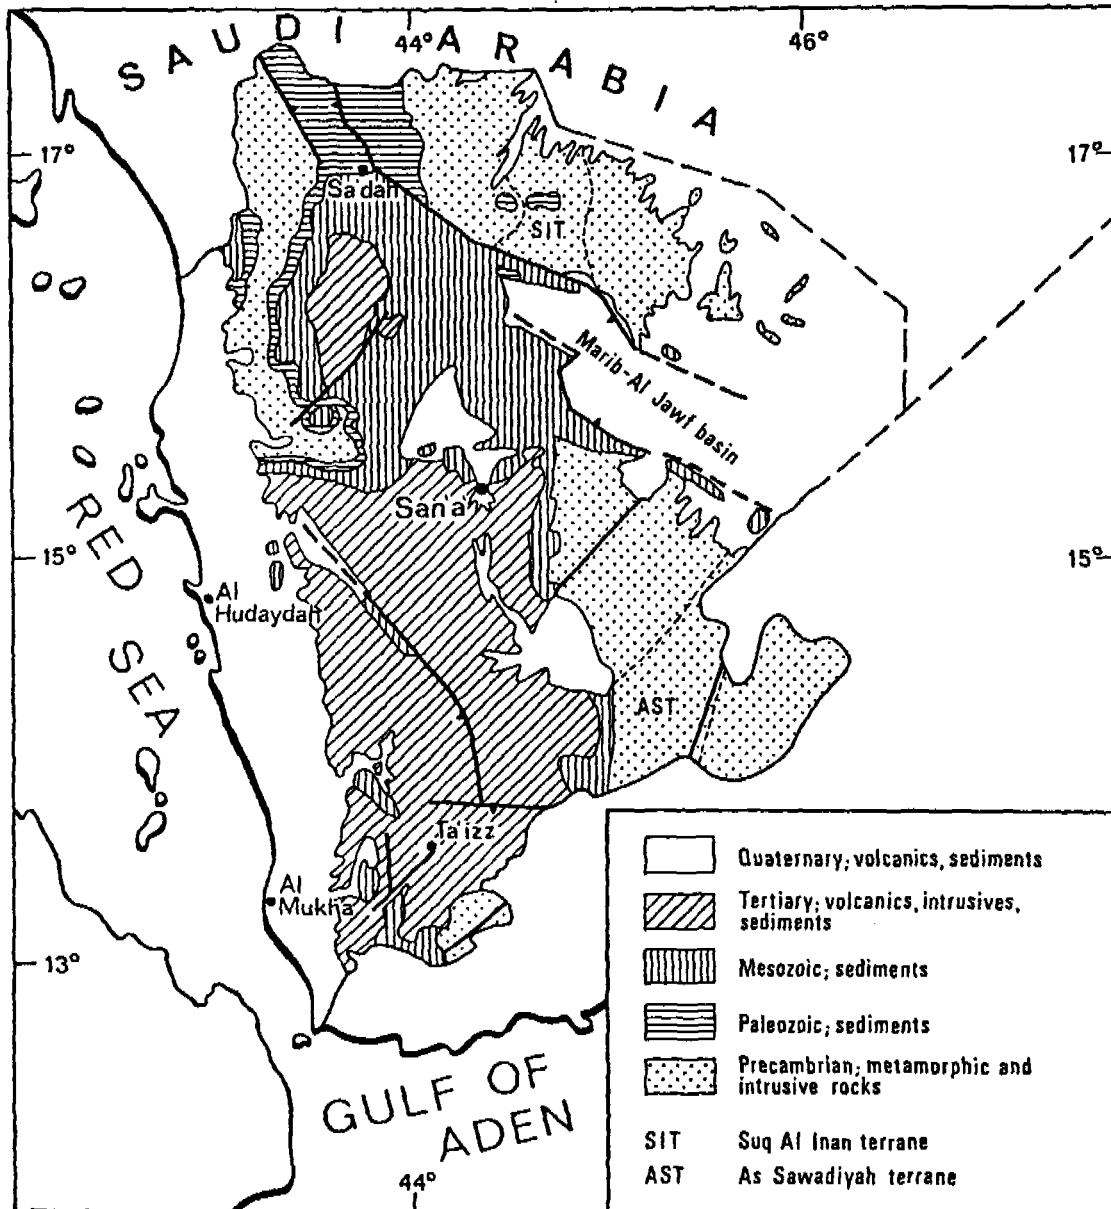 SAUDI ARABIA
44°
46°
17°
17°
Sa'dah
SIT
Marib-Al Jawf basin
San'a'
15°
15°
Al
Hudaydah
RED SEA
AST
Ta'izz
Al
Mukha
13°
GULF OF
ADEN
44°
Quaternary; volcanics, sediments
Tertiary; volcanics, intrusives,
sediments
Mesozoic; sediments
Paleozoic; sediments
Precambrian; metamorphic and
intrusive rocks
SIT Suq Al Inan terrane
AST As Sawadiyah terrane